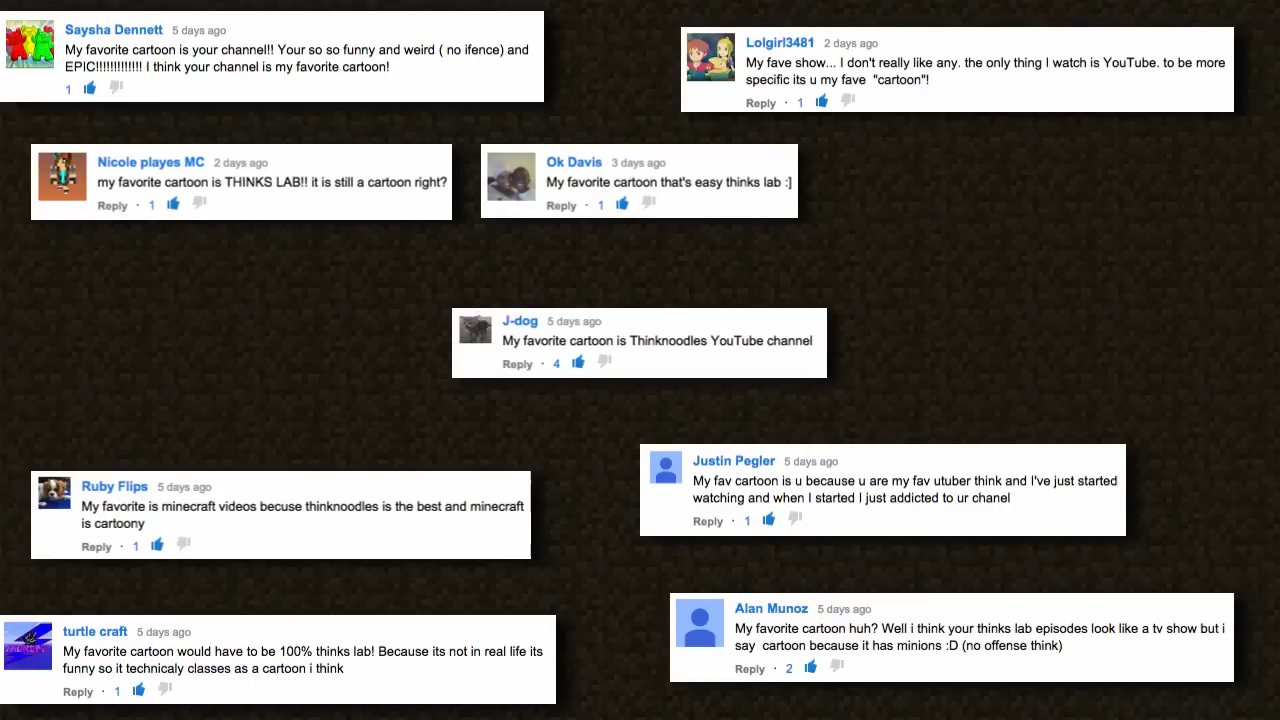 Saysha Dennett 5 days ago
My favorite cartoon is your channel!! Your so so funny and weird ( no ifence) and
EPIC!!!!!!!!!!!! I think your channel is my favorite cartoon!
1
Lolgirl3481 2 days ago
My fave show... I don't really like any. the only thing I watch is YouTube. to be more
specific its u my fave "cartoon"!
Reply · 1
Nicole playes MC 2 days ago
my favorite cartoon is THINKS LAB!! it is still a cartoon right?
Reply · 1
Ok Davis 3 days ago
My favorite cartoon that's easy thinks lab :]
Reply · 1
J-dog 5 days ago
My favorite cartoon is Thinknoodles YouTube channel
Reply · 4
Justin Pegler 5 days ago
My fav cartoon is u because u are my fav utuber think and I've just started
watching and when I started I just addicted to ur chanel
Reply · 1
Ruby Flips 5 days ago
My favorite is minecraft videos becuse thinknoodles is the best and minecraft
is cartoony
Reply · 1
Alan Munoz 5 days ago
My favorite cartoon huh? Well i think your thinks lab episodes look like a tv show but i
say cartoon because it has minions :D (no offense think)
Reply · 2
turtle craft 5 days ago
My favorite cartoon would have to be 100% thinks lab! Because its not in real life its
funny so it technicaly classes as a cartoon i think
Reply · 1